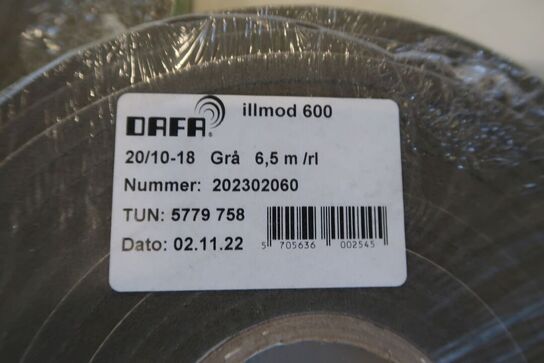 DAFA® illmod 600
20/10-18 Grå 6,5 m /rl
Nummer: 202302060
TUN: 5779 758
Dato: 02.11.22
5 705636 002545